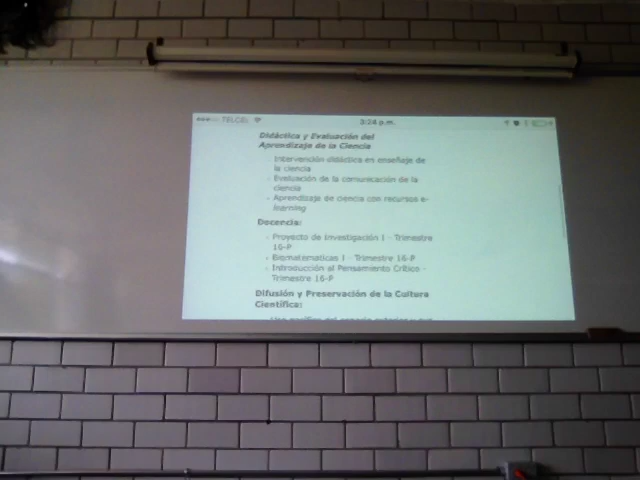 TELCEL 3:24 p.m.
Didáctica y Evaluación del
Aprendizaje de la Ciencia
Intervención didáctica en enseñaje de
la ciencia
Evaluación de la comunicación de la
ciencia
Aprendizaje de ciencia con recursos e-
learning
Docencia:
Proyecto de Investigación I - Trimestre
16-P
Biomatematicas I - Trimestre 16-P
Introducción al Pensamiento Crítico -
Trimestre 16-P
Difusión y Preservación de la Cultura
Científica: